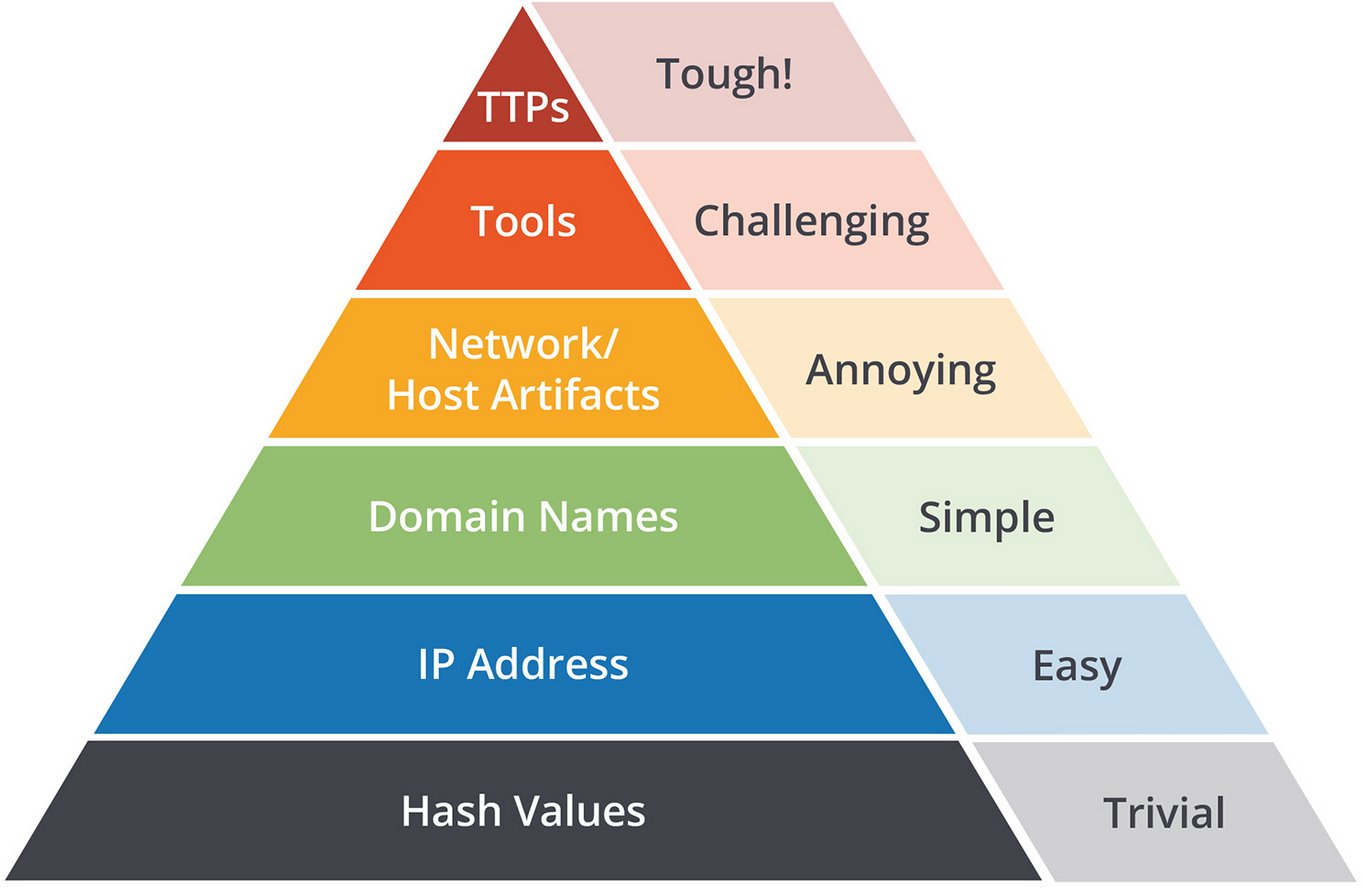 TTPs
Tough!
Tools
Challenging
Network/
Host Artifacts
Annoying
Domain Names
Simple
IP Address
Easy
Hash Values
Trivial